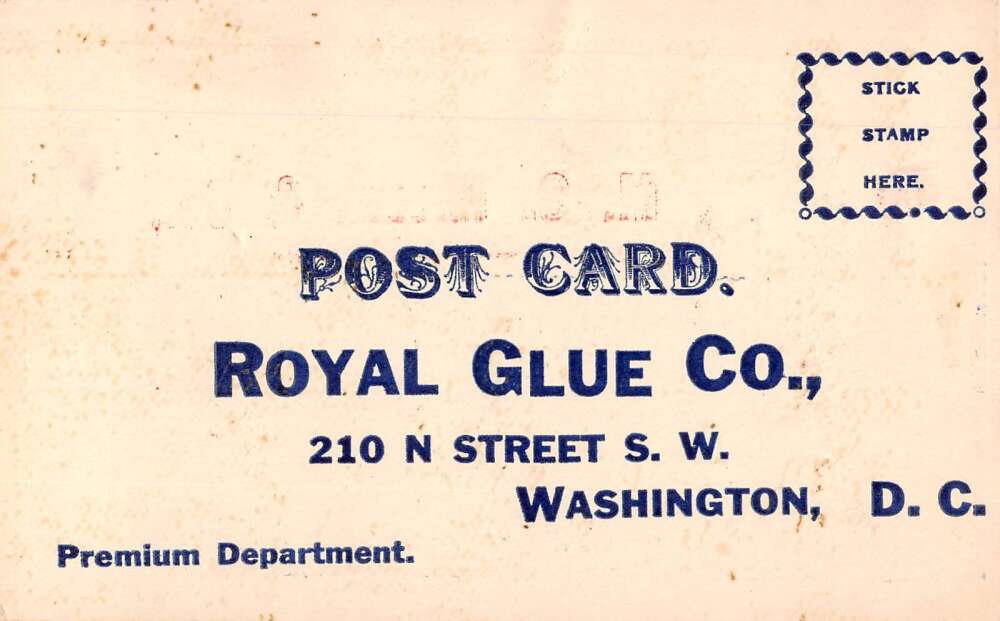 STICK
STAMP
HERE.
POST CARD.
ROYAL GLUE CO.,
210 N STREET S. W.
WASHINGTON, D. C.
Premium Department.